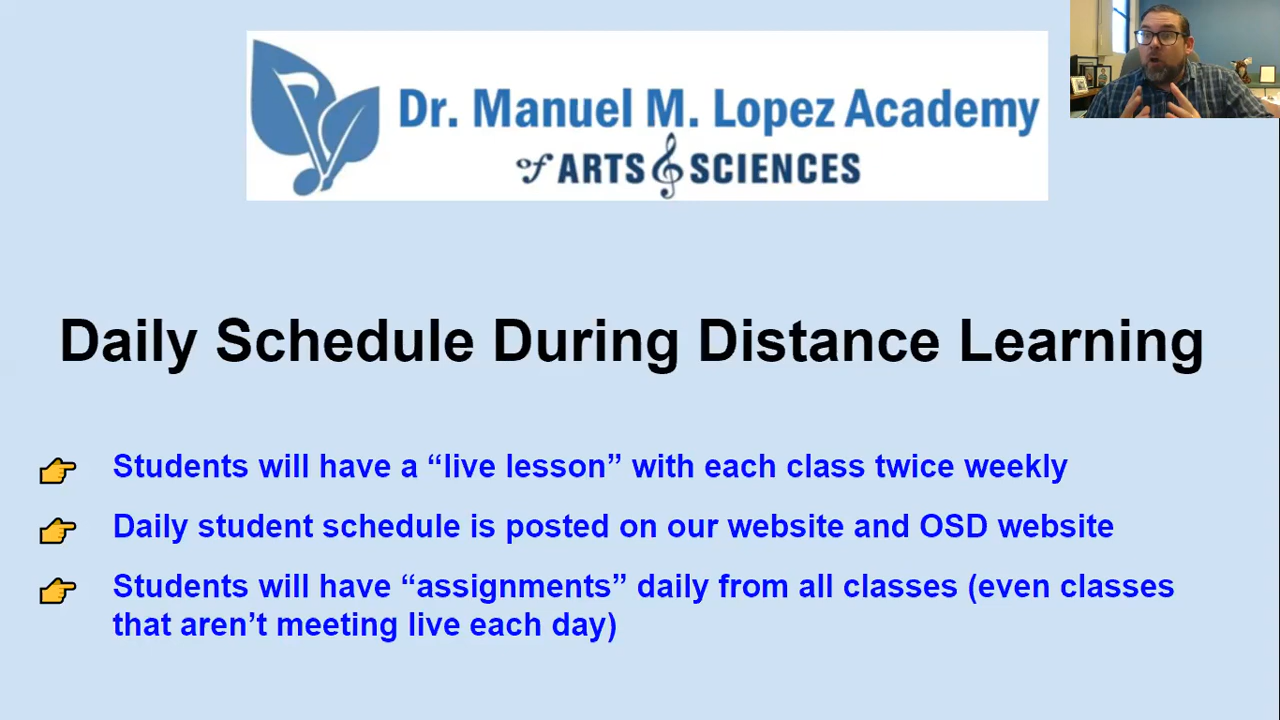 Dr. Manuel M. Lopez Academy
of ARTS & SCIENCES
Daily Schedule During Distance Learning
Students will have a “live lesson” with each class twice weekly
Daily student schedule is posted on our website and OSD website
Students will have “assignments” daily from all classes (even classes
that aren’t meeting live each day)